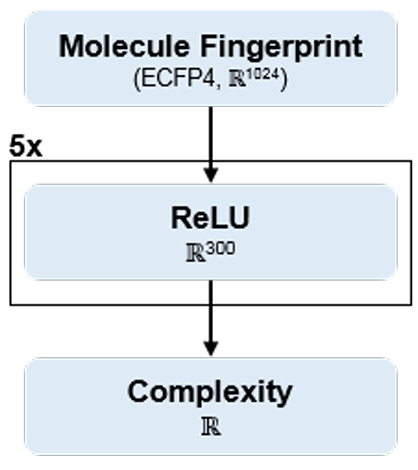 Molecule Fingerprint
(ECFP4, ℝ¹⁰²⁴)
5x
ReLU
ℝ³⁰⁰
Complexity
ℝ